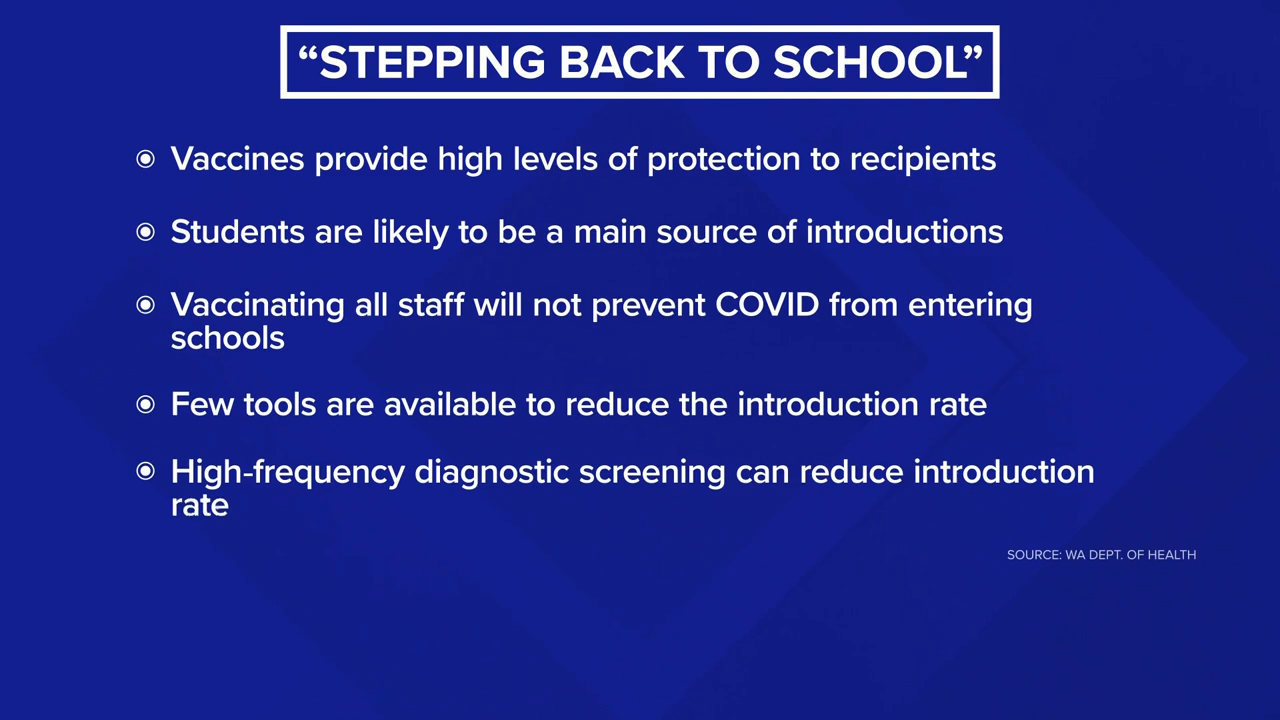 “STEPPING BACK TO SCHOOL”
Vaccines provide high levels of protection to recipients
Students are likely to be a main source of introductions
Vaccinating all staff will not prevent COVID from entering
schools
Few tools are available to reduce the introduction rate
High-frequency diagnostic screening can reduce introduction
rate
SOURCE: WA DEPT. OF HEALTH